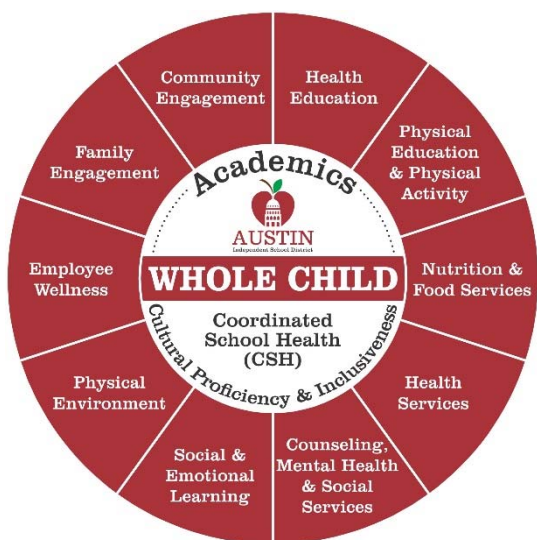 Community
Engagement
Health
Education
Physical
Education
& Physical
Activity
Nutrition &
Food Services
Health
Services
Counseling,
Mental Health
& Social
Services
Social &
Emotional
Learning
Physical
Environment
Employee
Wellness
Family
Engagement
Academics
AUSTIN
Independent School District
WHOLE CHILD
Coordinated
School Health
(CSH)
Cultural Proficiency & Inclusiveness